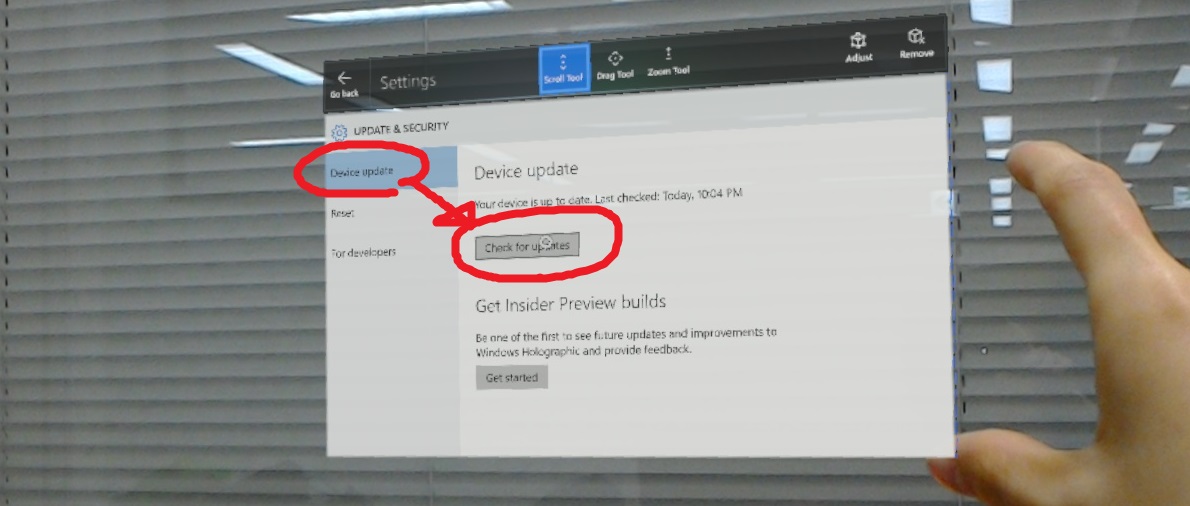 Go back
Settings
Scroll Tool
Drag Tool
Zoom Tool
Adjust
Remove
UPDATE & SECURITY
Device update
Reset
For developers
Device update
Your device is up to date. Last checked: Today, 10:04 PM
Check for updates
Get Insider Preview builds
Be one of the first to see future updates and improvements to
Windows Holographic and provide feedback.
Get started